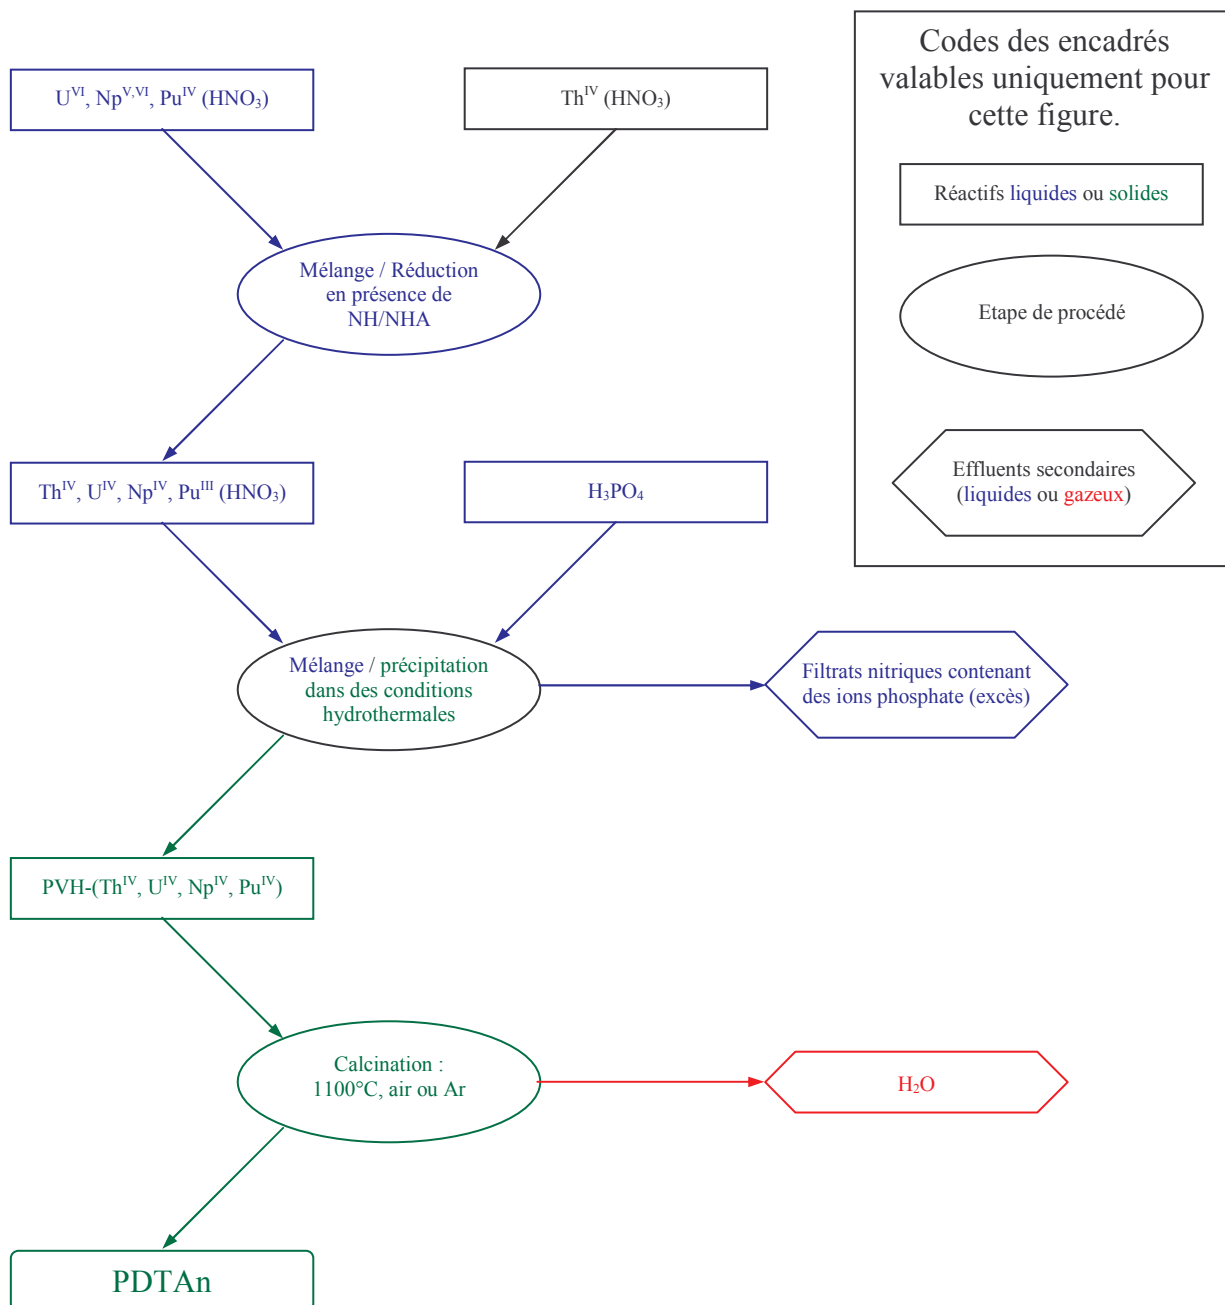 Codes des encadrés
valables uniquement pour
cette figure.
U^VI, Np^V,VI, Pu^IV (HNO₃)
Th^IV (HNO₃)
Réactifs liquides ou solides
Mélange / Réduction
en présence de
NH/NHA
Etape de procédé
Th^IV, U^IV, Np^IV, Pu^III (HNO₃)
H₃PO₄
Effluents secondaires
(liquides ou gazeux)
Mélange / précipitation
dans des conditions
hydrothermales
Filtrats nitriques contenant
des ions phosphate (excès)
PVH-(Th^IV, U^IV, Np^IV, Pu^IV)
Calcination :
1100°C, air ou Ar
H₂O
PDTAn